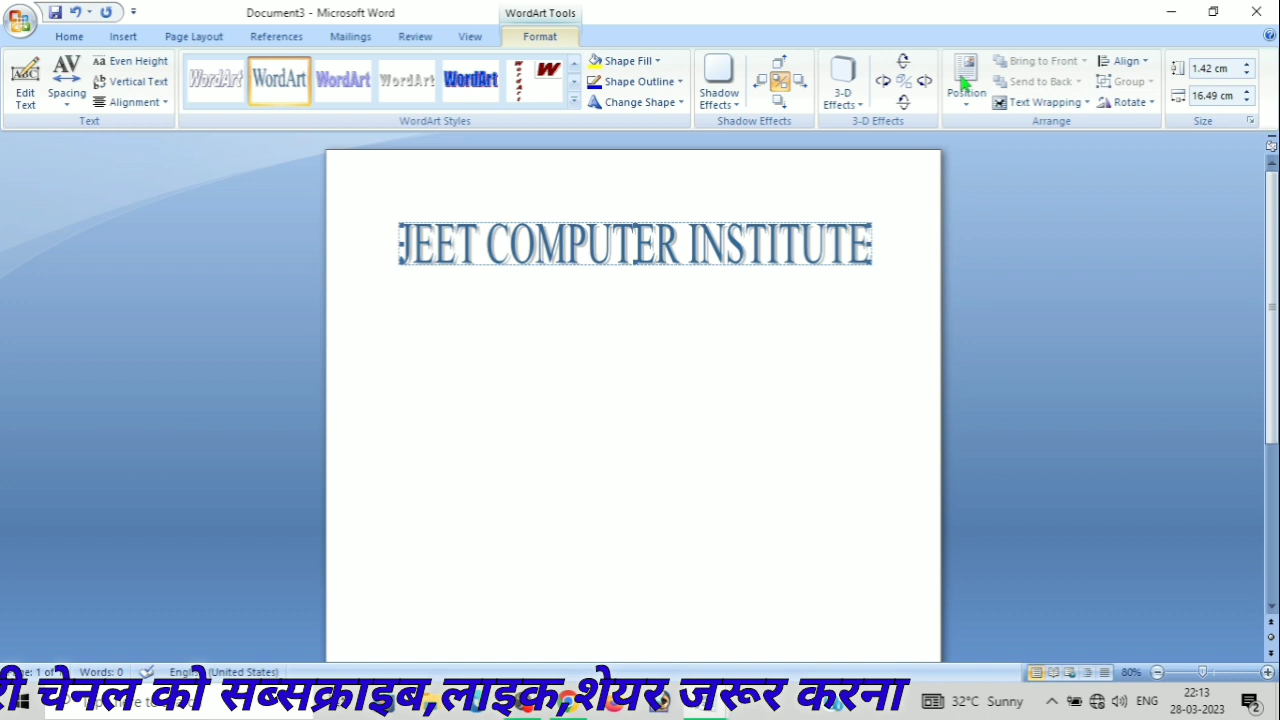 Document3 - Microsoft Word
WordArt Tools
Home Insert Page Layout References Mailings Review View Format
Edit Text
AV Spacing
Aa Even Height
Vertical Text
Alignment
Text
WordArt WordArt WordArt WordArt WordArt WordArt W
WordArt Styles
Shape Fill
Shape Outline
Change Shape
Shadow Effects
Shadow Effects
3-D Effects
3-D Effects
Position
Bring to Front
Send to Back
Text Wrapping
Align
Group
Rotate
Arrange
1.42 cm
16.49 cm
Size
JEET COMPUTER INSTITUTE
Words: 0
(United States)
80%
री चेनल को सब्सक्राइब,लाइक,शेयर जरूर करना
32°C Sunny
ENG
22:13
28-03-2023
2